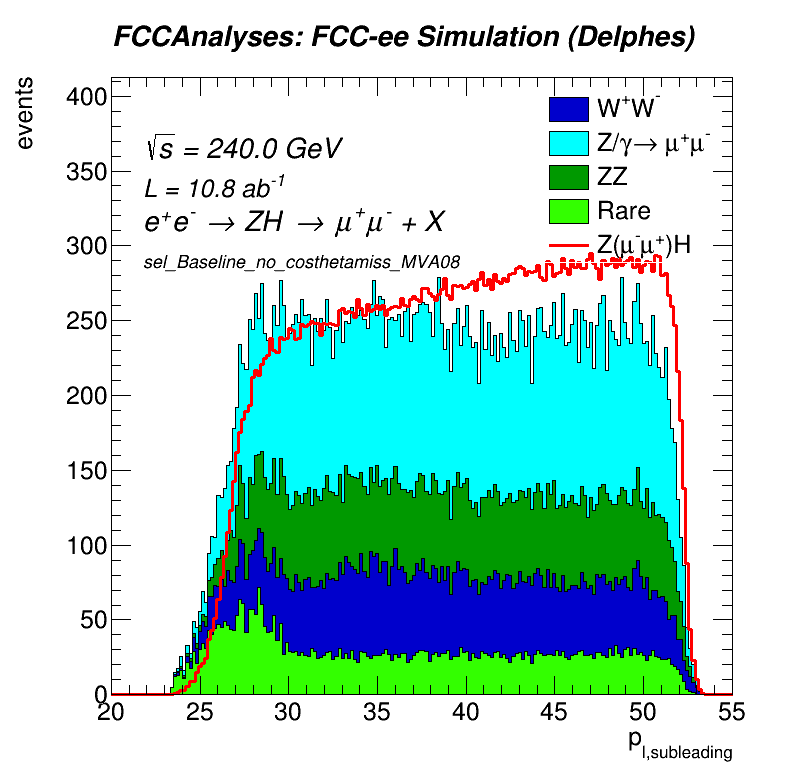 FCCAnalyses: FCC-ee Simulation (Delphes)
events
400
350
300
250
200
150
100
50
0
√s = 240.0 GeV
L = 10.8 ab⁻¹
e⁺e⁻ → ZH → μ⁺μ⁻ + X
sel_Baseline_no_costhetamiss_MVA08
W⁺W⁻
Z/γ→ μ⁺μ⁻
ZZ
Rare
Z(μ⁻μ⁺)H
20 25 30 35 40 45 50 55
p_l,subleading